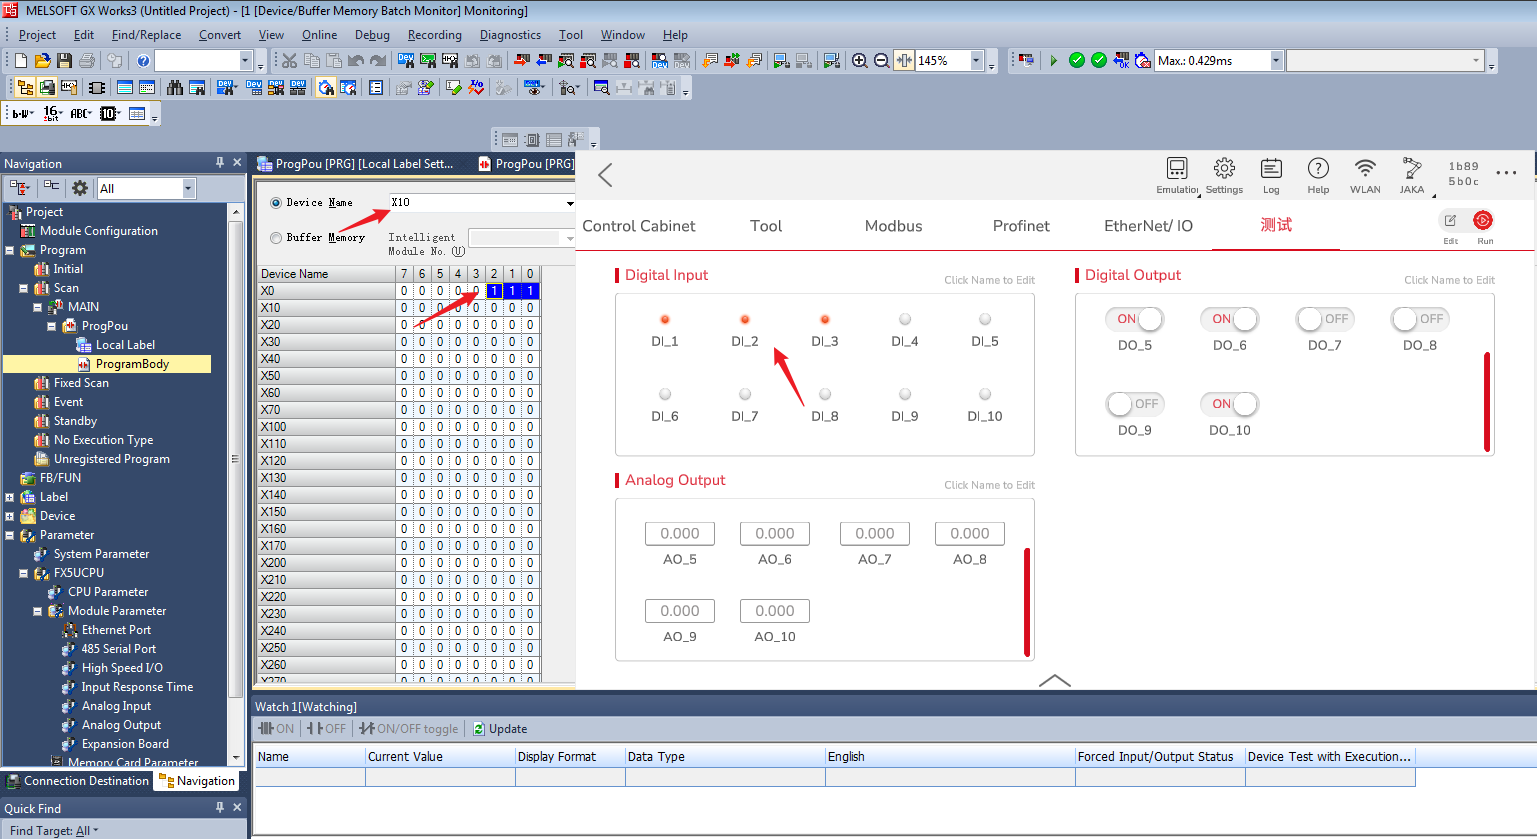 MELSOFT GX Works3 (Untitled Project) - [1 [Device/Buffer Memory Batch Monitor] Monitoring]
Project Edit Find/Replace Convert View Online Debug Recording Diagnostics Tool Window Help
145% Max.: 0.429ms
Navigation
All
Project
Module Configuration
Program
Initial
Scan
MAIN
ProgPou
Local Label
ProgramBody
Fixed Scan
Event
Standby
No Execution Type
Unregistered Program
FB/FUN
Label
Device
Parameter
System Parameter
FX5UCPU
CPU Parameter
Module Parameter
Ethernet Port
485 Serial Port
High Speed I/O
Input Response Time
Analog Input
Analog Output
Expansion Board
Memory Card Parameter
Connection Destination Navigation
Quick Find
Find Target: All
ProgPou [PRG] [Local Label Sett... ProgPou [PRG]
Device Name X10
Buffer Memory Intelligent
Module No. (U)
Device Name 7 6 5 4 3 2 1 0
X0 0 0 0 0 0 1 1 1
X10 0 0 0 0 0 0 0 0
X20 0 0 0 0 0 0 0 0
X30 0 0 0 0 0 0 0 0
X40 0 0 0 0 0 0 0 0
X50 0 0 0 0 0 0 0 0
X60 0 0 0 0 0 0 0 0
X70 0 0 0 0 0 0 0 0
X100 0 0 0 0 0 0 0 0
X110 0 0 0 0 0 0 0 0
X120 0 0 0 0 0 0 0 0
X130 0 0 0 0 0 0 0 0
X140 0 0 0 0 0 0 0 0
X150 0 0 0 0 0 0 0 0
X160 0 0 0 0 0 0 0 0
X170 0 0 0 0 0 0 0 0
X200 0 0 0 0 0 0 0 0
X210 0 0 0 0 0 0 0 0
X220 0 0 0 0 0 0 0 0
X230 0 0 0 0 0 0 0 0
X240 0 0 0 0 0 0 0 0
X250 0 0 0 0 0 0 0 0
X260 0 0 0 0 0 0 0 0
X270 0 0 0 0 0 0 0 0
Emulatior Settings Log Help WLAN JAKA 1b89
5b0c
Control Cabinet Tool Modbus Profinet EtherNet/ IO 测试
Edit Run
Digital Input Click Name to Edit
DI_1 DI_2 DI_3 DI_4 DI_5
DI_6 DI_7 DI_8 DI_9 DI_10
Digital Output Click Name to Edit
ON ON OFF OFF
DO_5 DO_6 DO_7 DO_8
OFF ON
DO_9 DO_10
Analog Output Click Name to Edit
0.000 0.000 0.000 0.000
AO_5 AO_6 AO_7 AO_8
0.000 0.000
AO_9 AO_10
Watch 1[Watching]
ON OFF ON/OFF toggle Update
Name Current Value Display Format Data Type English Forced Input/Output Status Device Test with Execution...